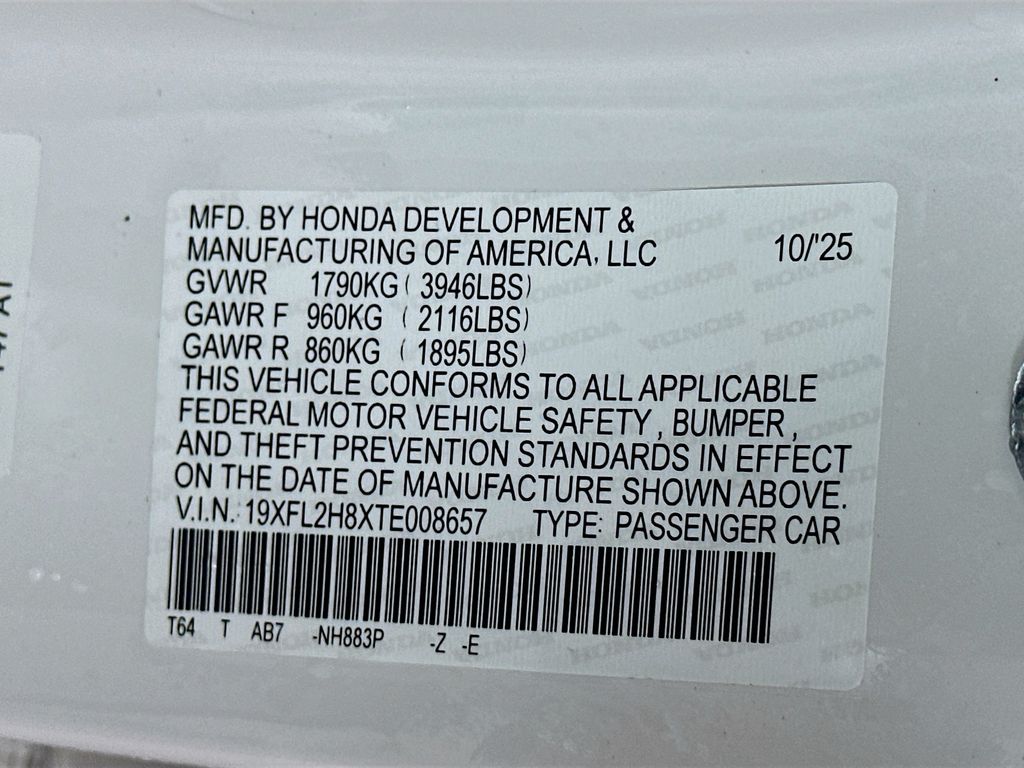 MFD. BY HONDA DEVELOPMENT &
MANUFACTURING OF AMERICA, LLC 10/'25
GVWR 1790KG ( 3946LBS)
GAWR F 960KG ( 2116LBS)
GAWR R 860KG ( 1895LBS)
THIS VEHICLE CONFORMS TO ALL APPLICABLE
FEDERAL MOTOR VEHICLE SAFETY , BUMPER ,
AND THEFT PREVENTION STANDARDS IN EFFECT
ON THE DATE OF MANUFACTURE SHOWN ABOVE.
V.I.N.: 19XFL2H8XTE008657 TYPE: PASSENGER CAR
T64 T AB7 -NH883P -Z -E